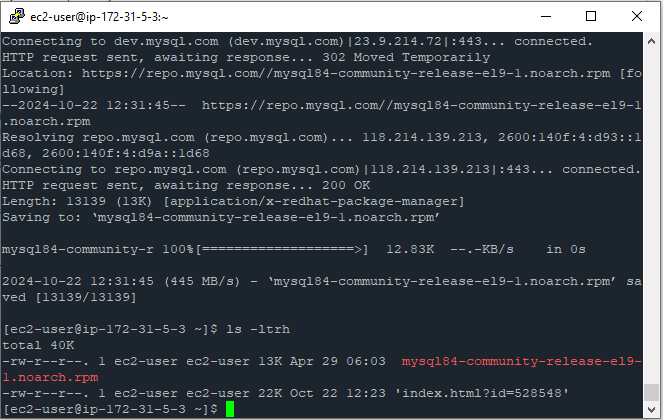 ec2-user@ip-172-31-5-3:~
Connecting to dev.mysql.com (dev.mysql.com)|23.9.214.72|:443... connected.
HTTP request sent, awaiting response... 302 Moved Temporarily
Location: https://repo.mysql.com//mysql84-community-release-el9-1.noarch.rpm [fo
llowing]
--2024-10-22 12:31:45--  https://repo.mysql.com//mysql84-community-release-el9-1
.noarch.rpm
Resolving repo.mysql.com (repo.mysql.com)... 118.214.139.213, 2600:140f:4:d93::1
d68, 2600:140f:4:d9a::1d68
Connecting to repo.mysql.com (repo.mysql.com)|118.214.139.213|:443... connected.
HTTP request sent, awaiting response... 200 OK
Length: 13139 (13K) [application/x-redhat-package-manager]
Saving to: ‘mysql84-community-release-el9-1.noarch.rpm’
mysql84-community-r 100%[===================>]  12.83K  --.-KB/s    in 0s
2024-10-22 12:31:45 (445 MB/s) - ‘mysql84-community-release-el9-1.noarch.rpm’ sa
ved [13139/13139]
[ec2-user@ip-172-31-5-3 ~]$ ls -ltrh
total 40K
-rw-r--r--. 1 ec2-user ec2-user 13K Apr 29 06:03  mysql84-community-release-el9-
1.noarch.rpm
-rw-r--r--. 1 ec2-user ec2-user 22K Oct 22 12:23 'index.html?id=528548'
[ec2-user@ip-172-31-5-3 ~]$